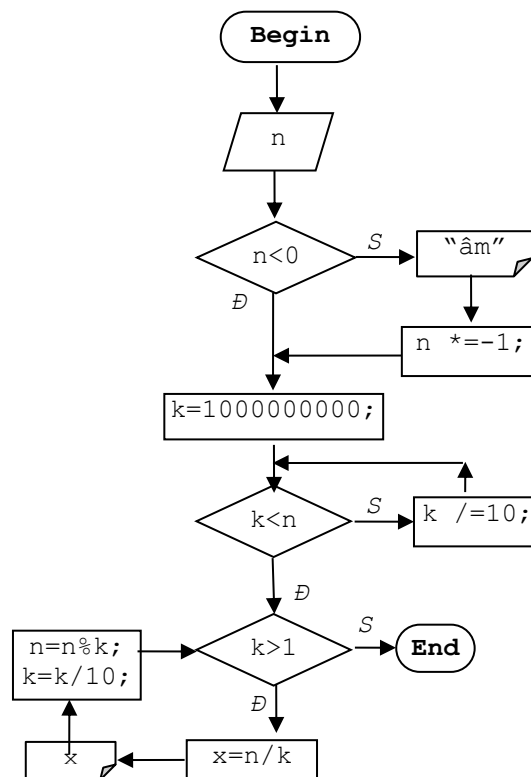 Begin
n
n<0
S
“âm”
Đ
n *=-1;
k=1000000000;
k<n
S
k /=10;
Đ
n=n%k;
k=k/10;
k>1
S
End
Đ
x
x=n/k